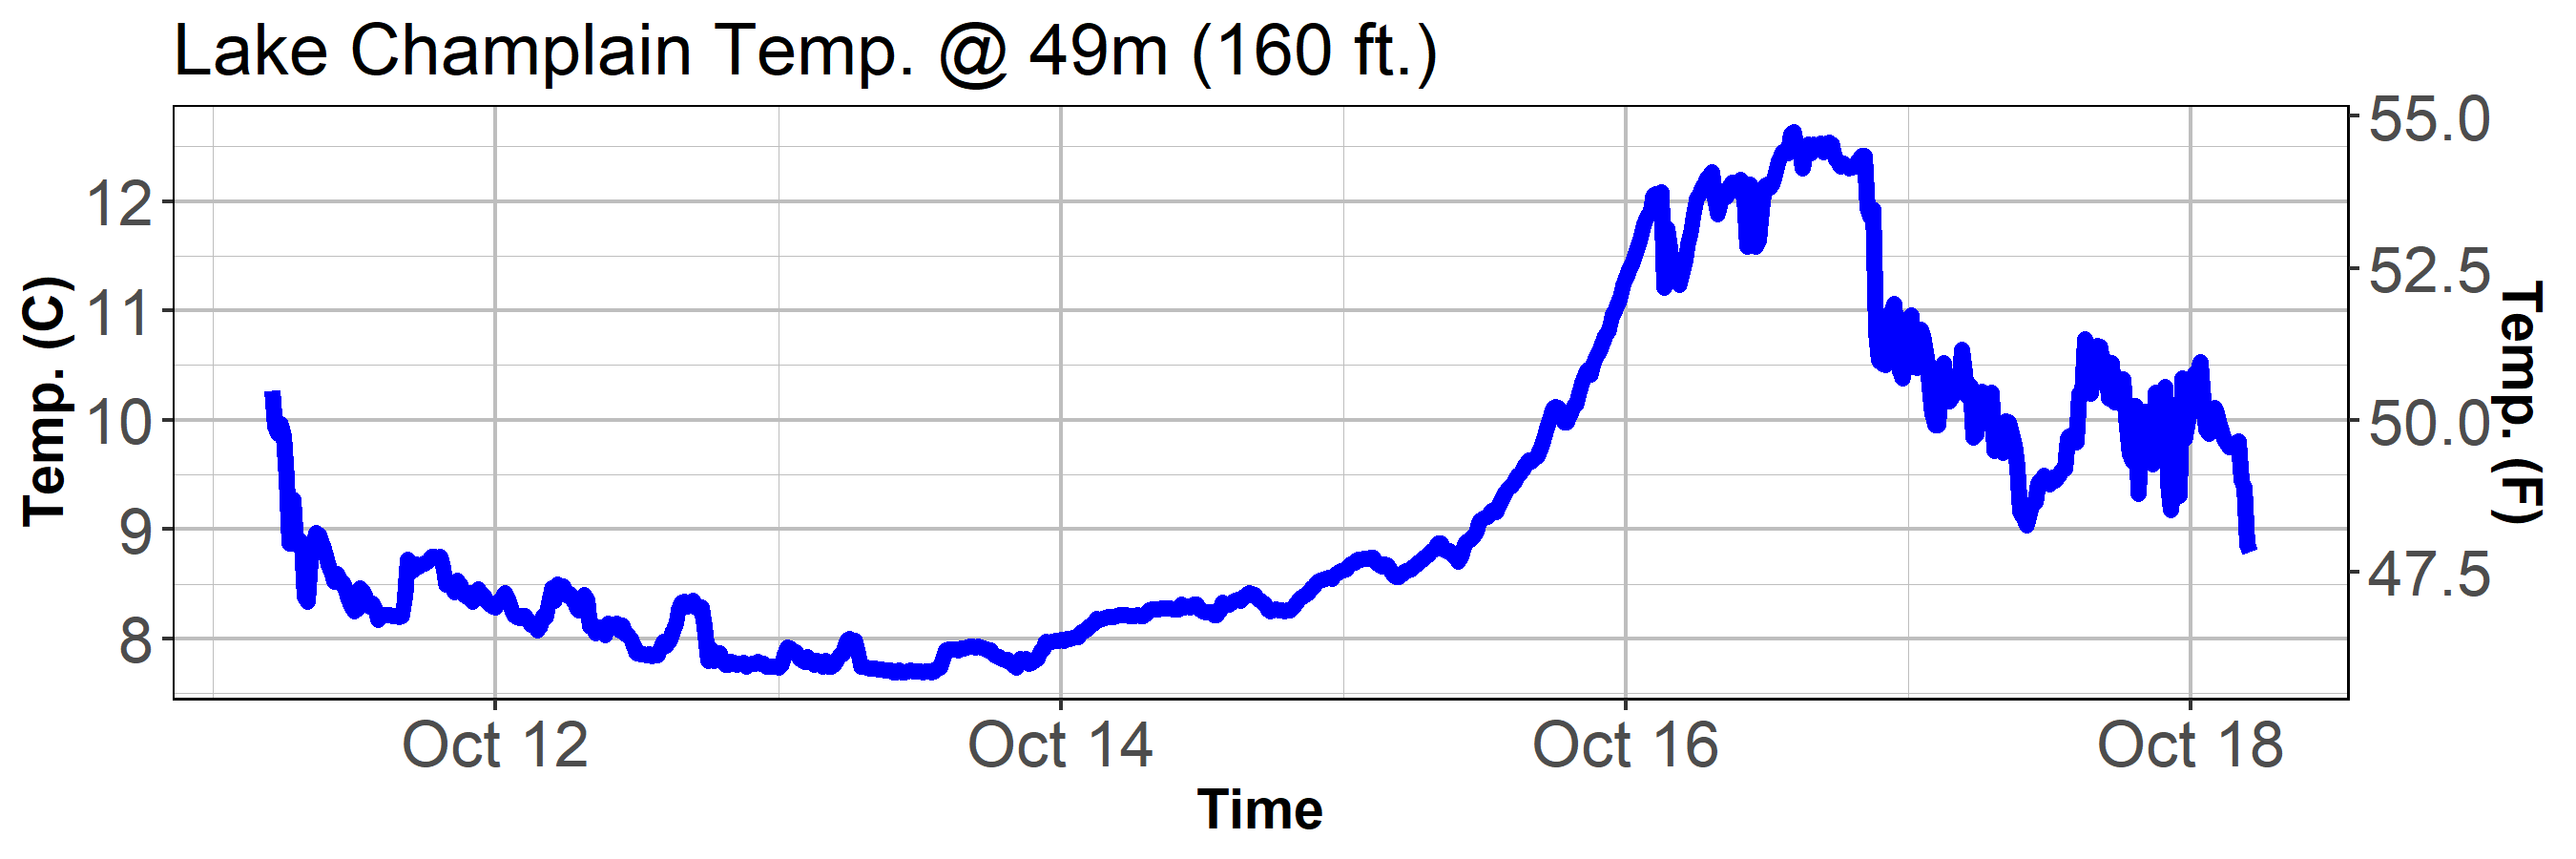 Lake Champlain Temp. @ 49m (160 ft.)
Temp. (C)
12
11
10
9
8
55.0
52.5
50.0
47.5
Temp. (F)
Oct 12
Oct 14
Oct 16
Oct 18
Time